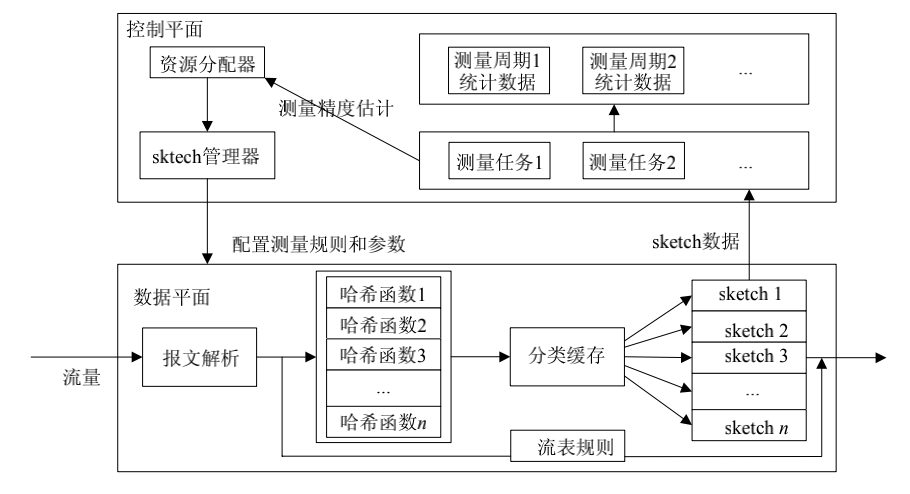 控制平面
资源分配器
测量周期1
统计数据
测量周期2
统计数据
...
测量精度估计
sktech管理器
测量任务1
测量任务2
...
配置测量规则和参数
sketch数据
数据平面
哈希函数1
哈希函数2
哈希函数3
...
哈希函数n
流量
报文解析
分类缓存
sketch 1
sketch 2
sketch 3
...
sketch n
流表规则